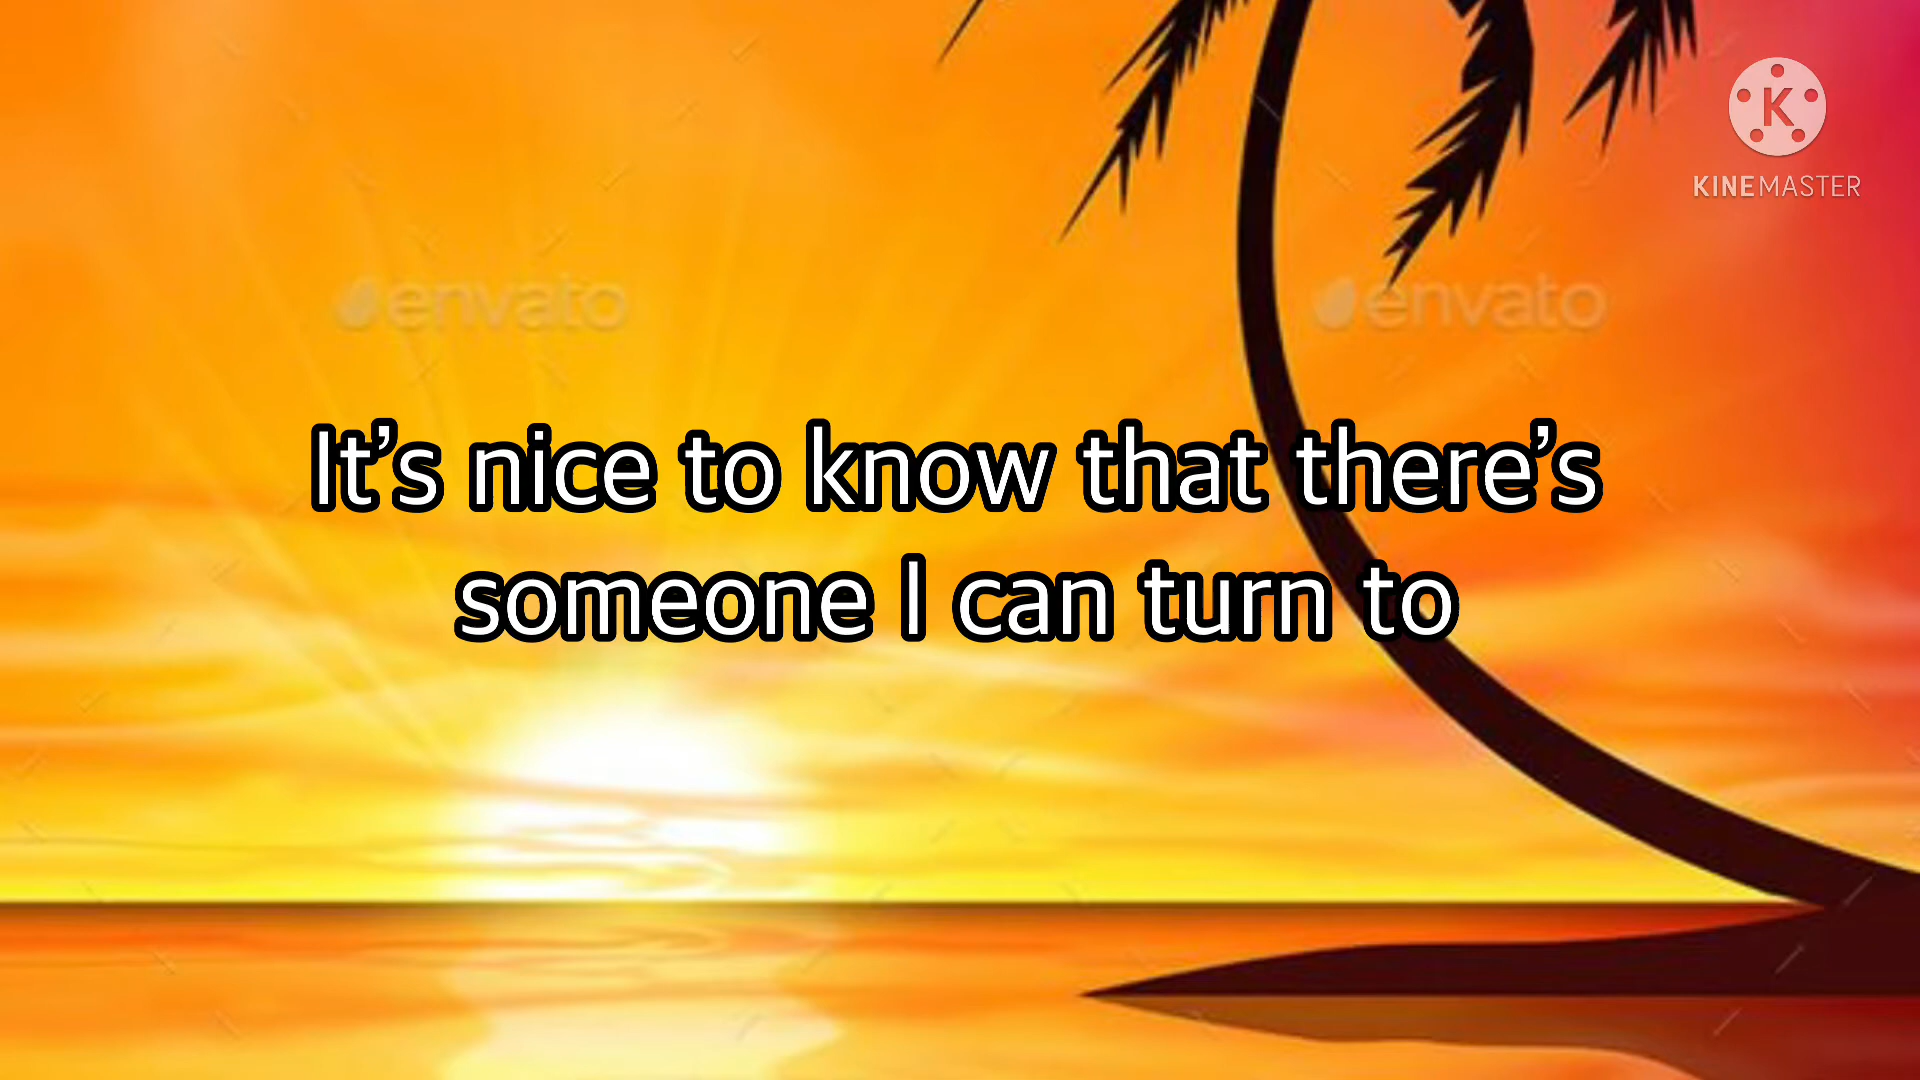 KINEMASTER
envato envato
It’s nice to know that there’s
someone I can turn to